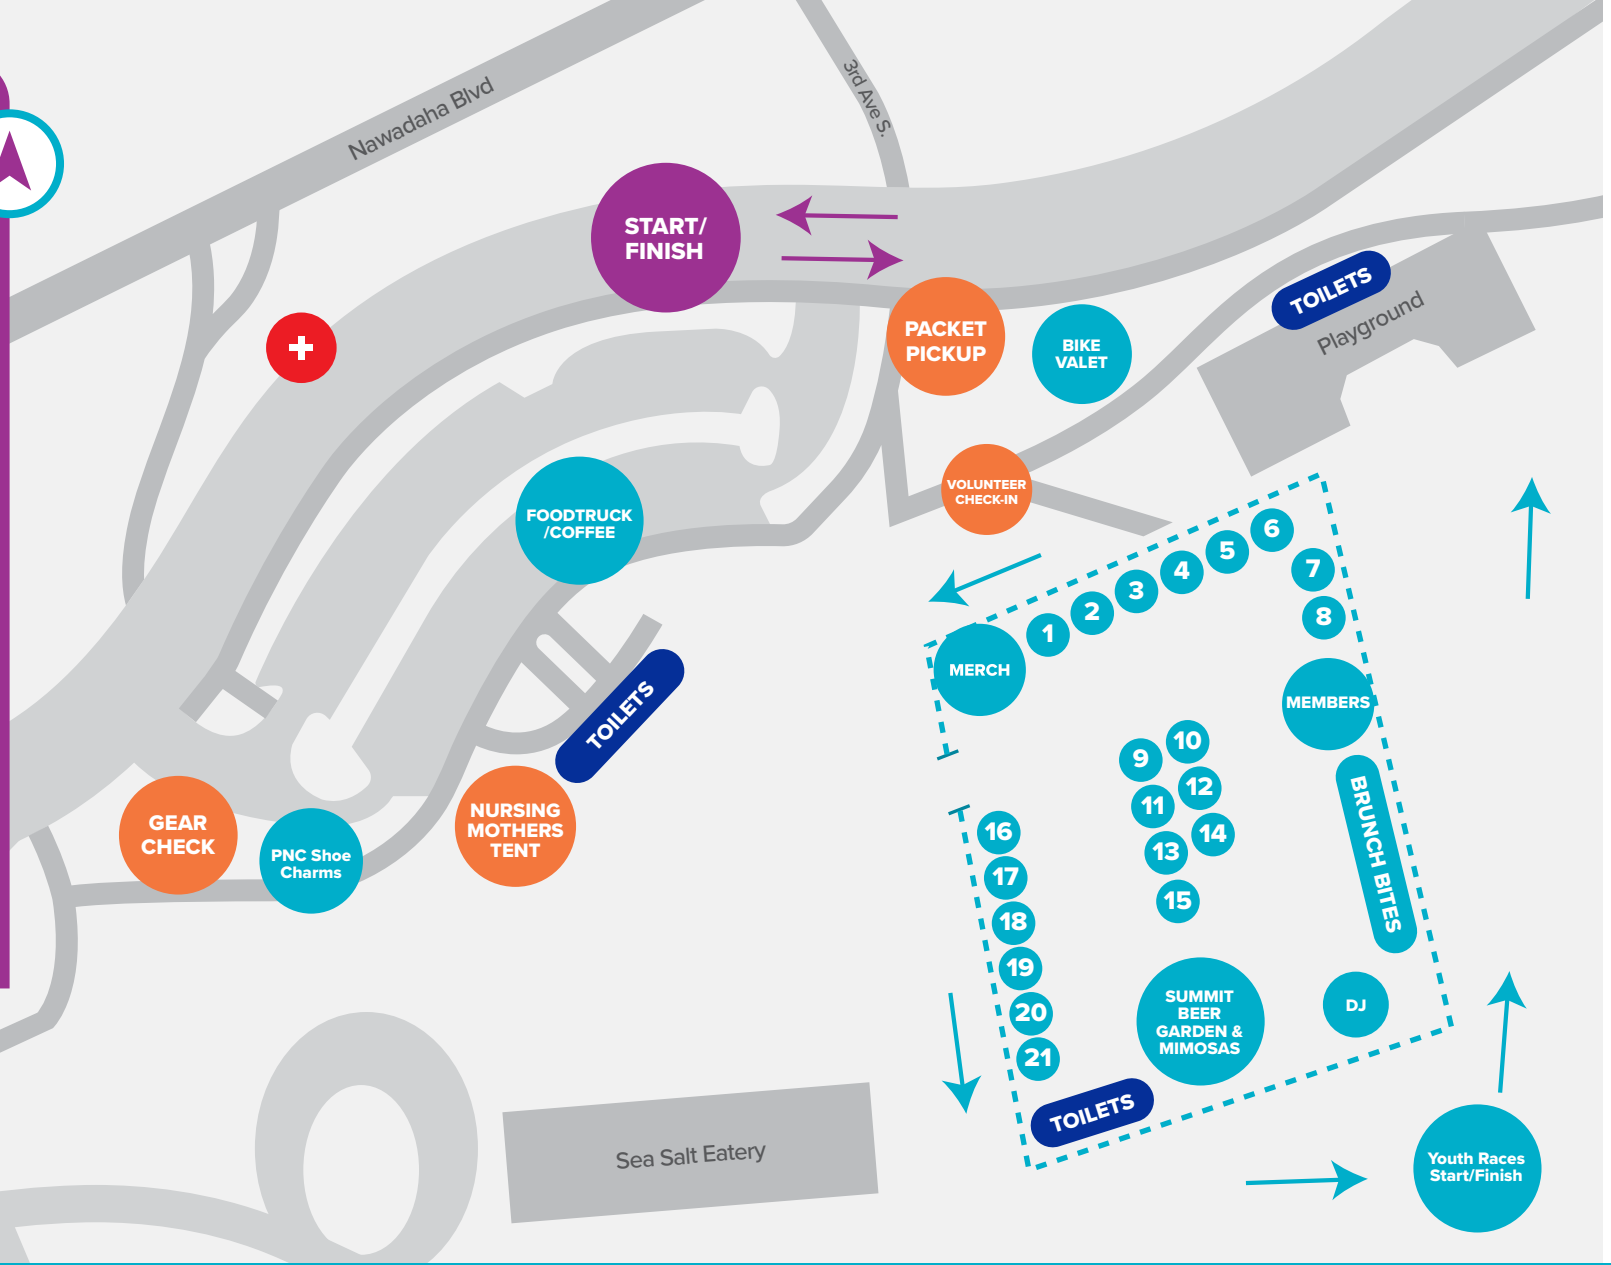 Nawadaha Blvd
3rd Ave S.
START/
FINISH
PACKET
PICKUP
BIKE
VALET
TOILETS
Playground
VOLUNTEER
CHECK-IN
FOODTRUCK
/COFFEE
TOILETS
GEAR
CHECK
PNC Shoe
Charms
NURSING
MOTHERS
TENT
MERCH
1
2
3
4
5
6
7
8
MEMBERS
9
10
11
12
13
14
15
BRUNCH BITES
16
17
18
19
20
21
SUMMIT
BEER
GARDEN &
MIMOSAS
DJ
TOILETS
Sea Salt Eatery
Youth Races
Start/Finish